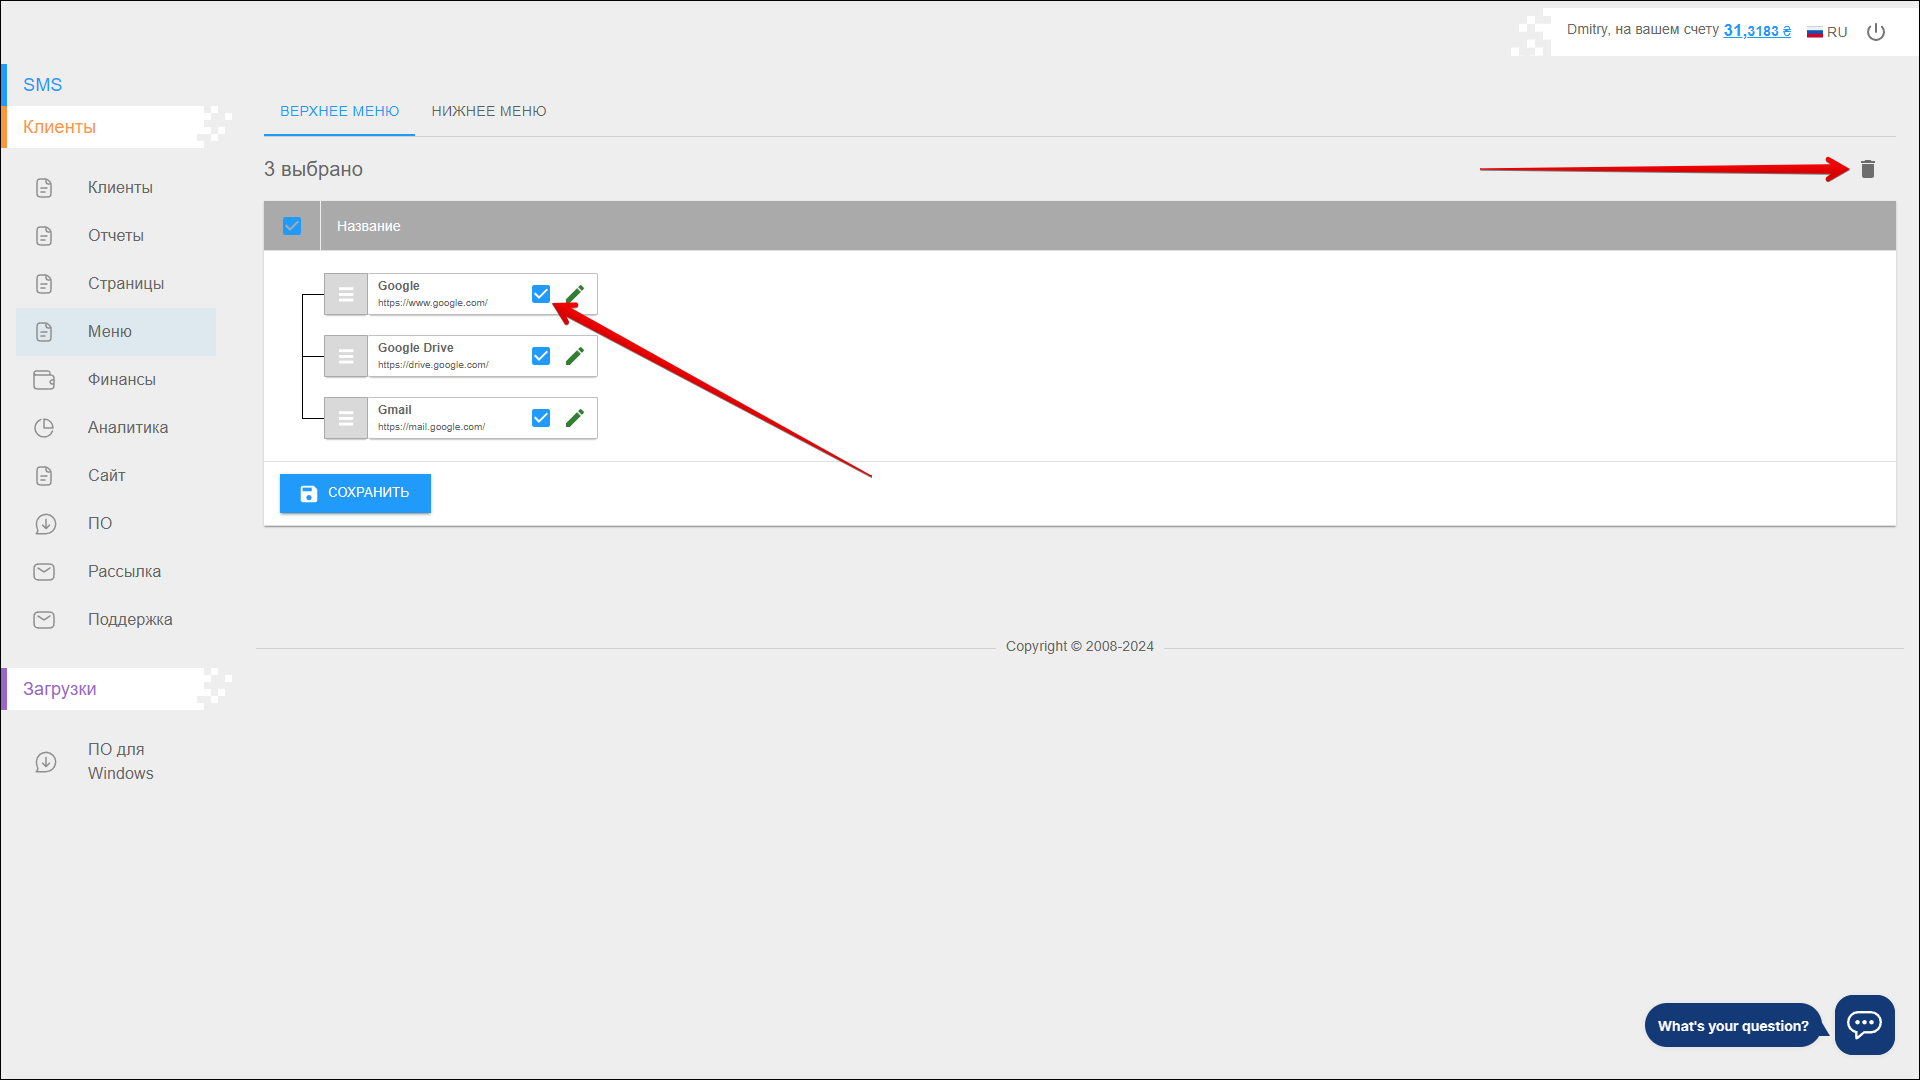 Dmitry, на вашем счету 31,3183 ₴ RU
SMS
Клиенты
Клиенты
Отчеты
Страницы
Меню
Финансы
Аналитика
Сайт
ПО
Рассылка
Поддержка
Загрузки
ПО для
Windows
ВЕРХНЕЕ МЕНЮ НИЖНЕЕ МЕНЮ
3 выбрано
Название
Google
https://www.google.com/
Google Drive
https://drive.google.com/
Gmail
https://mail.google.com/
СОХРАНИТЬ
Copyright © 2008-2024
What's your question?